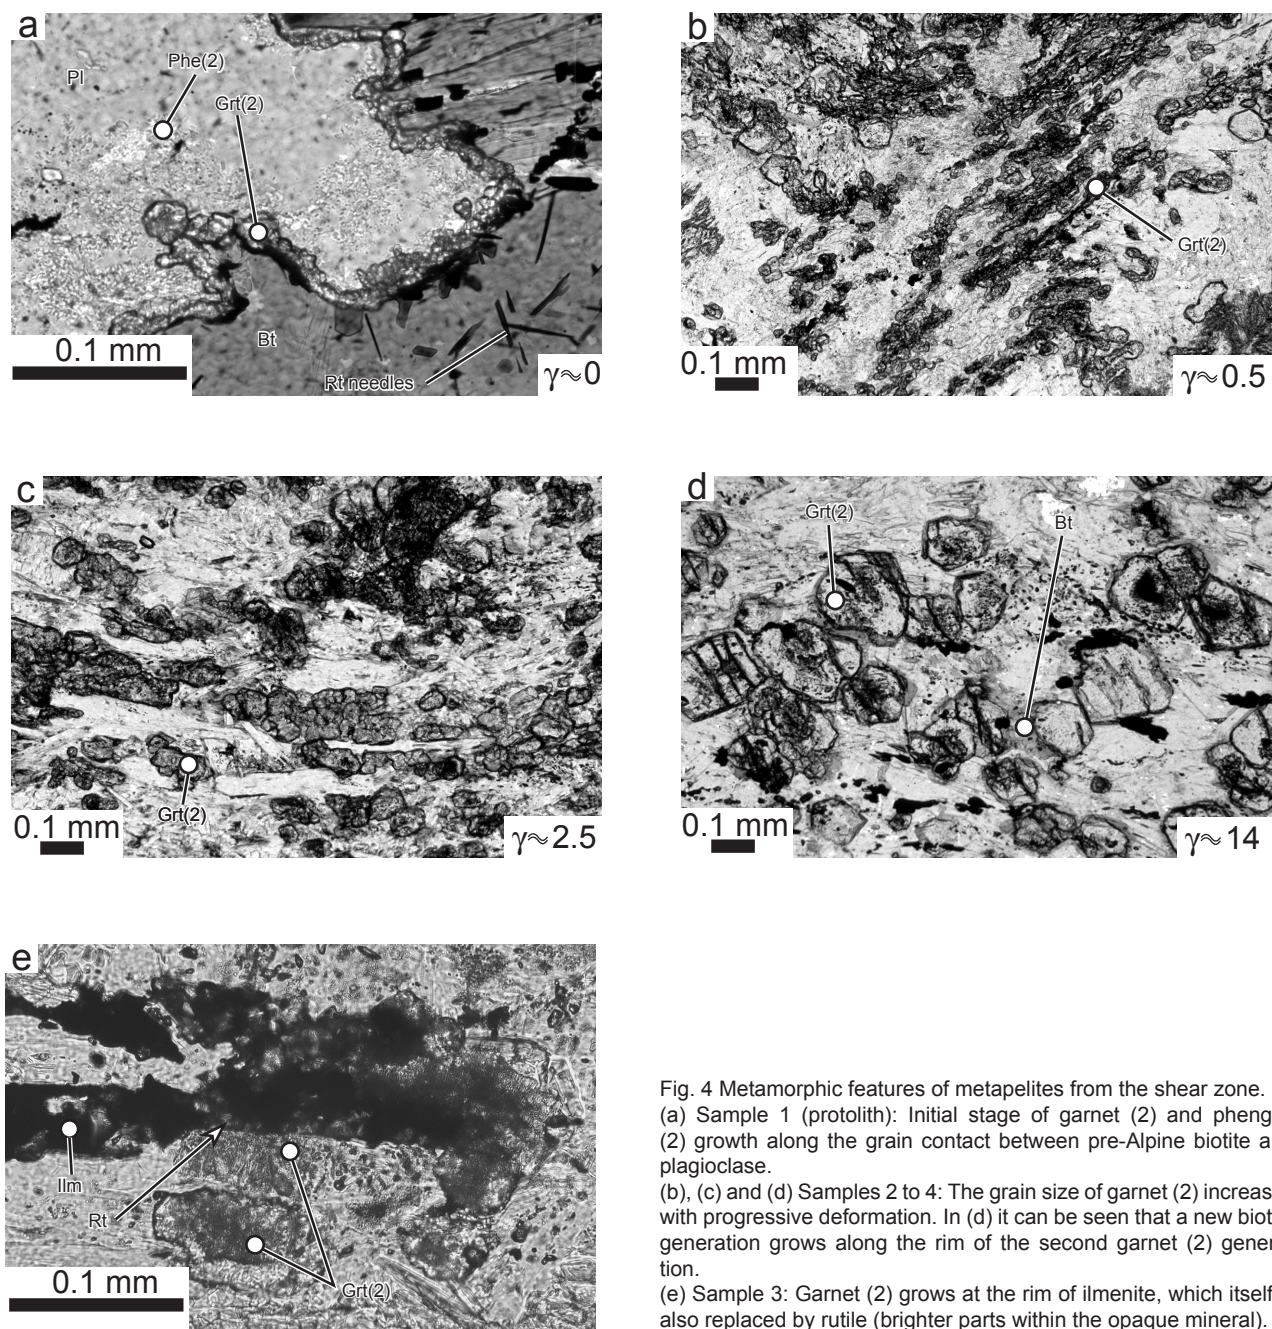 a
Pl
Phe(2)
Grt(2)
Bt
Rt needles
0.1 mm
γ≈0
b
Grt(2)
0.1 mm
γ≈0.5
c
Grt(2)
0.1 mm
γ≈2.5
d
Grt(2)
Bt
0.1 mm
γ≈14
e
Ilm
Rt
Grt(2)
0.1 mm
Fig. 4 Metamorphic features of metapelites from the shear zone.
(a) Sample 1 (protolith): Initial stage of garnet (2) and pheng
(2) growth along the grain contact between pre-Alpine biotite a
plagioclase.
(b), (c) and (d) Samples 2 to 4: The grain size of garnet (2) increas
with progressive deformation. In (d) it can be seen that a new biot
generation grows along the rim of the second garnet (2) gener
tion.
(e) Sample 3: Garnet (2) grows at the rim of ilmenite, which itself
also replaced by rutile (brighter parts within the opaque mineral).